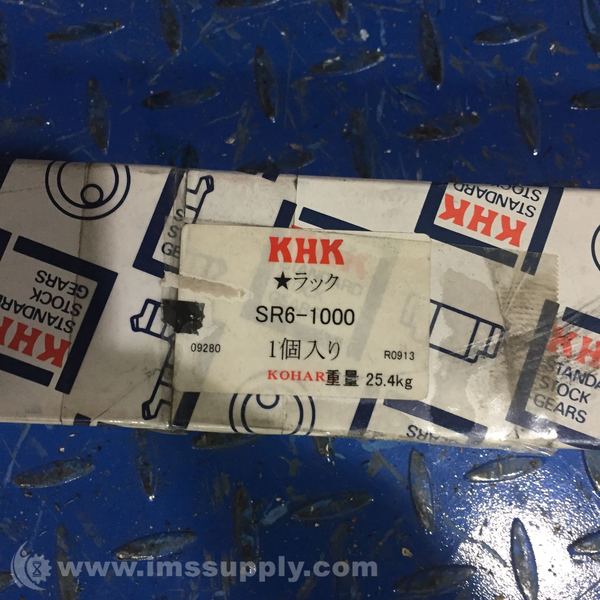 KHK
STANDARD
STOCK
GEARS
KHK
★ラック
SR6-1000
09280
1個入り
R0913
KOHAR重量 25.4kg
KHK
STANDARD
STOCK
KHK
STANDARD
STOCK
GEARS
GEARS
www.imssupply.com